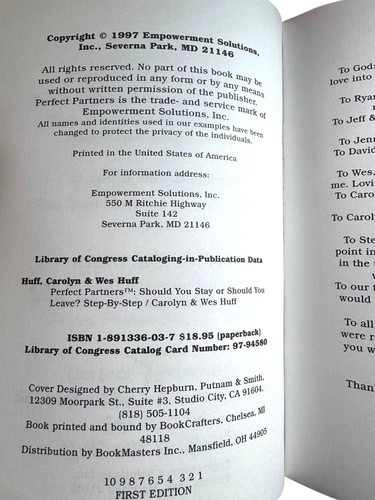 Copyright © 1997 Empowerment Solutions,
Inc., Severna Park, MD 21146
All rights reserved. No part of this book may be
used or reproduced in any form or by any means
without written permission of the publisher.
Perfect Partners is the trade- and service mark of
Empowerment Solutions, Inc.
All names and identities used in our examples have been
changed to protect the privacy of the individuals.
Printed in the United States of America
For information address:
Empowerment Solutions, Inc.
550 M Ritchie Highway
Suite 142
Severna Park, MD 21146
Library of Congress Cataloging-in-Publication Data
Huff, Carolyn & Wes Huff
Perfect Partners™: Should You Stay or Should You
Leave? Step-By-Step / Carolyn & Wes Huff
ISBN 1-891336-03-7 $18.95 (paperback)
Library of Congress Catalog Card Number: 97-94580
Cover Designed by Cherry Hepburn, Putnam & Smith,
12309 Moorpark St., Suite #3, Studio City, CA 91604.
(818) 505-1104
Book printed and bound by BookCrafters, Chelsea, MI
48118
Distribution by BookMasters Inc., Mansfield, OH 44905
10 9 8 7 6 5 4 3 2 1
FIRST EDITION
To God:
love into
To Ryan
To Jeff &
To Jenn
To David
To Wes,
me. Lovi
To Caroly
To Caroly
To Ste
point in
in the
To our
would
To all
were r
you w
Than